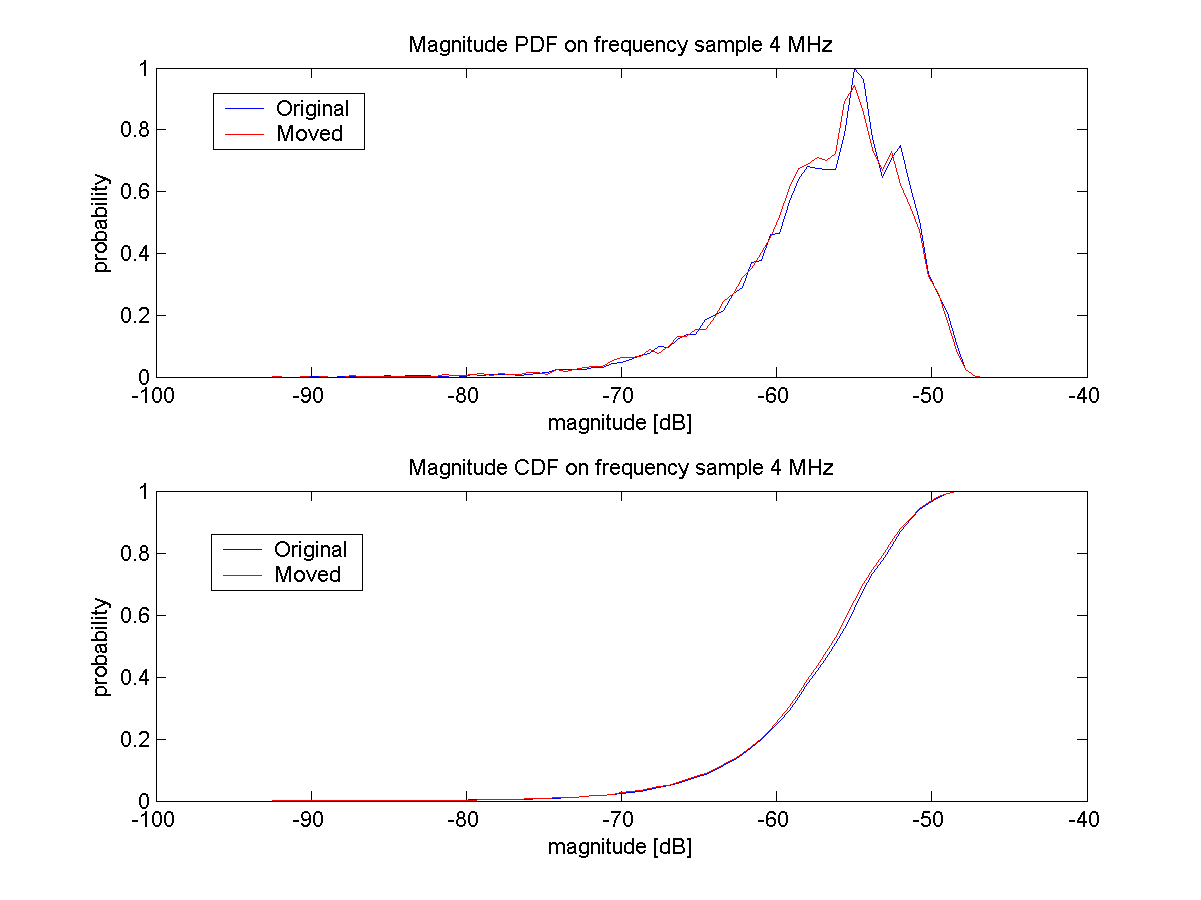 Magnitude PDF on frequency sample 4 MHz
1
0.8
0.6
0.4
0.2
0
probability
Original
Moved
-100 -90 -80 -70 -60 -50 -40
magnitude [dB]
Magnitude CDF on frequency sample 4 MHz
1
0.8
0.6
0.4
0.2
0
probability
Original
Moved
-100 -90 -80 -70 -60 -50 -40
magnitude [dB]